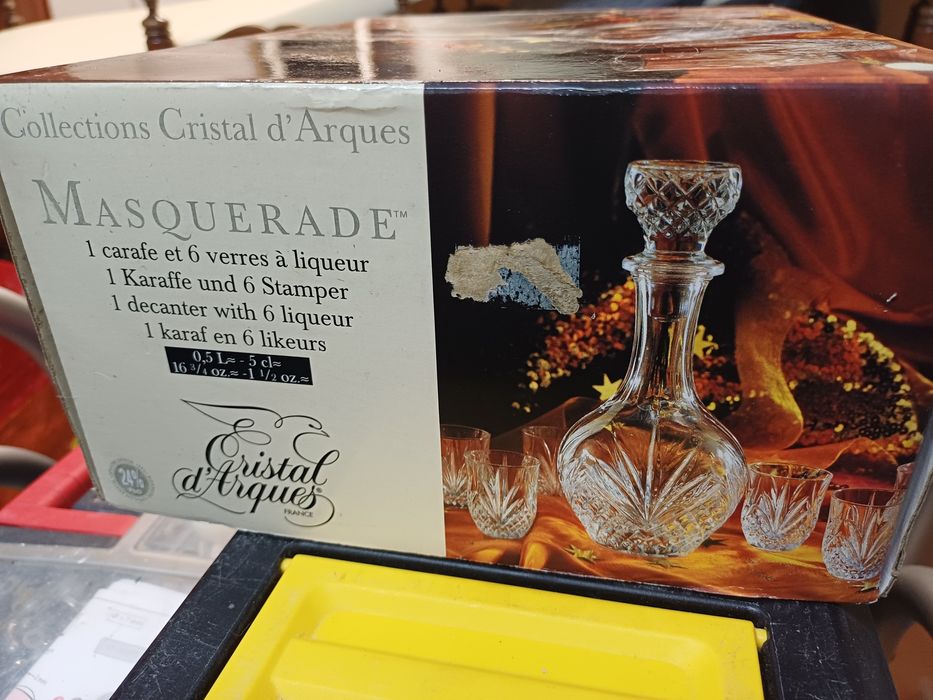 Collections Cristal d'Arques
MASQUERADE™
1 carafe et 6 verres à liqueur
1 Karaffe und 6 Stamper
1 decanter with 6 liqueur
1 karaf en 6 likeurs
0,5 L≈ - 5 cl≈
16 3/4 oz.≈ -1 1/2 oz.≈
Cristal
d'Arques®
FRANCE
24%